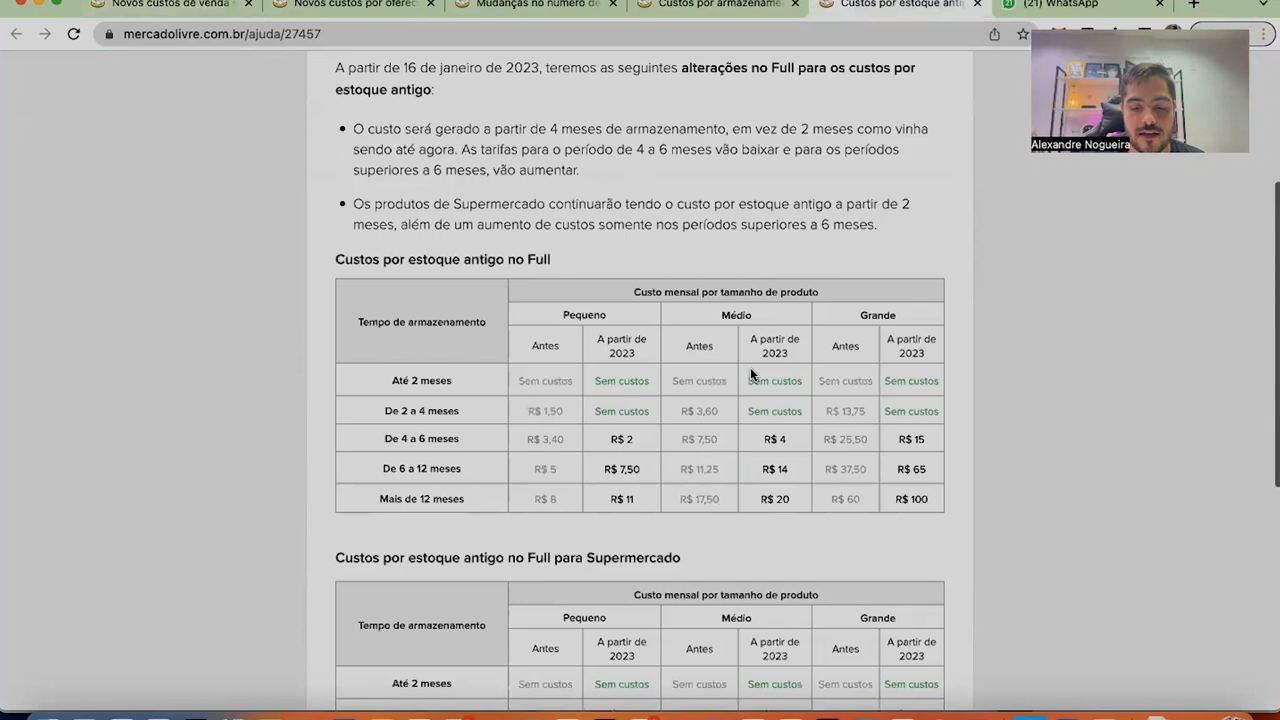 Novos custos de venda
Novos custos por oferec
Mudanças no número de
Custos por armazename
Custos por estoque anti
(21) WhatsApp
mercadolivre.com.br/ajuda/27457
Alexandre Nogueira
A partir de 16 de janeiro de 2023, teremos as seguintes alterações no Full para os custos por
estoque antigo:
• O custo será gerado a partir de 4 meses de armazenamento, em vez de 2 meses como vinha
sendo até agora. As tarifas para o período de 4 a 6 meses vão baixar e para os períodos
superiores a 6 meses, vão aumentar.
• Os produtos de Supermercado continuarão tendo o custo por estoque antigo a partir de 2
meses, além de um aumento de custos somente nos períodos superiores a 6 meses.
Custos por estoque antigo no Full
Tempo de armazenamento
Custo mensal por tamanho de produto
Pequeno Médio Grande
Antes A partir de 2023 Antes A partir de 2023 Antes A partir de 2023
Até 2 meses Sem custos Sem custos Sem custos Sem custos Sem custos Sem custos
De 2 a 4 meses R$ 1,50 Sem custos R$ 3,60 Sem custos R$ 13,75 Sem custos
De 4 a 6 meses R$ 3,40 R$ 2 R$ 7,50 R$ 4 R$ 25,50 R$ 15
De 6 a 12 meses R$ 5 R$ 7,50 R$ 11,25 R$ 14 R$ 37,50 R$ 65
Mais de 12 meses R$ 8 R$ 11 R$ 17,50 R$ 20 R$ 60 R$ 100
Custos por estoque antigo no Full para Supermercado
Tempo de armazenamento
Custo mensal por tamanho de produto
Pequeno Médio Grande
Antes A partir de 2023 Antes A partir de 2023 Antes A partir de 2023
Até 2 meses Sem custos Sem custos Sem custos Sem custos Sem custos Sem custos